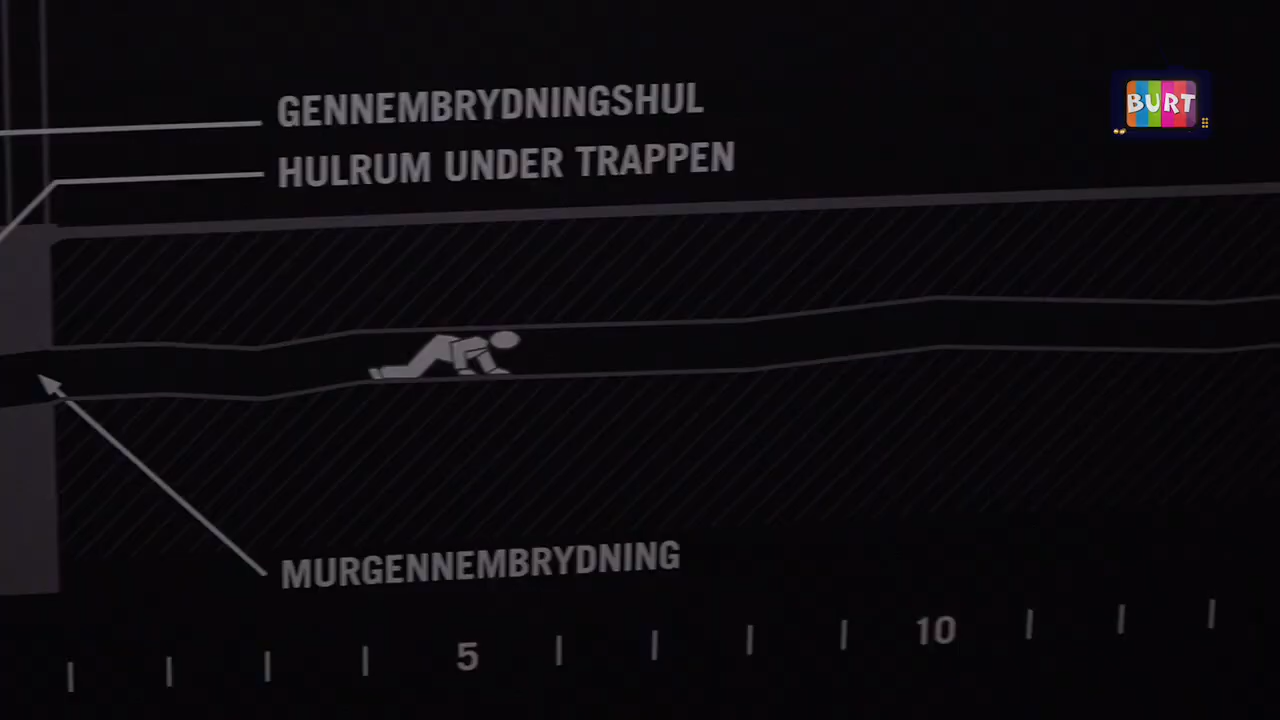 GENNEMBRYDNINGSHUL
BURT
HULRUM UNDER TRAPPEN
MURGENNEMBRYDNING
5
10